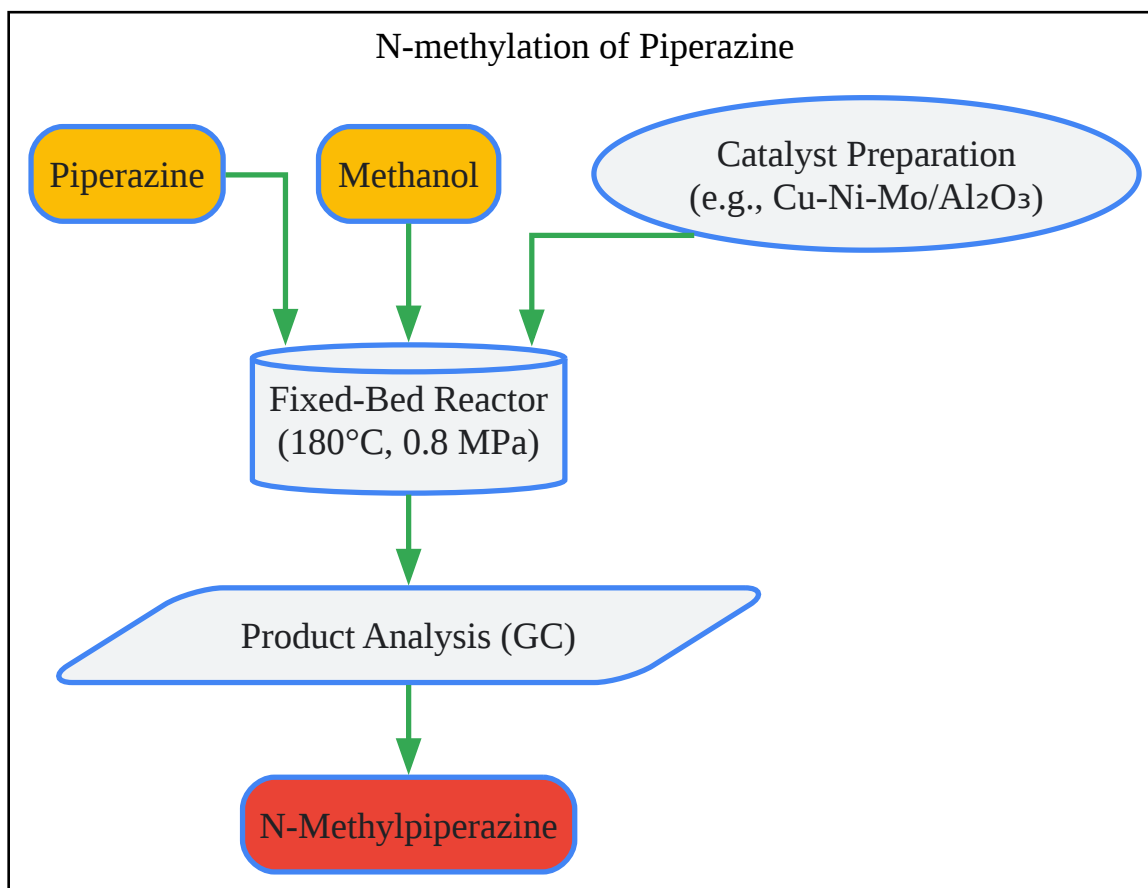 N-methylation of Piperazine
Piperazine
Methanol
Catalyst Preparation
(e.g., Cu-Ni-Mo/Al₂O₃)
Fixed-Bed Reactor
(180°C, 0.8 MPa)
Product Analysis (GC)
N-Methylpiperazine